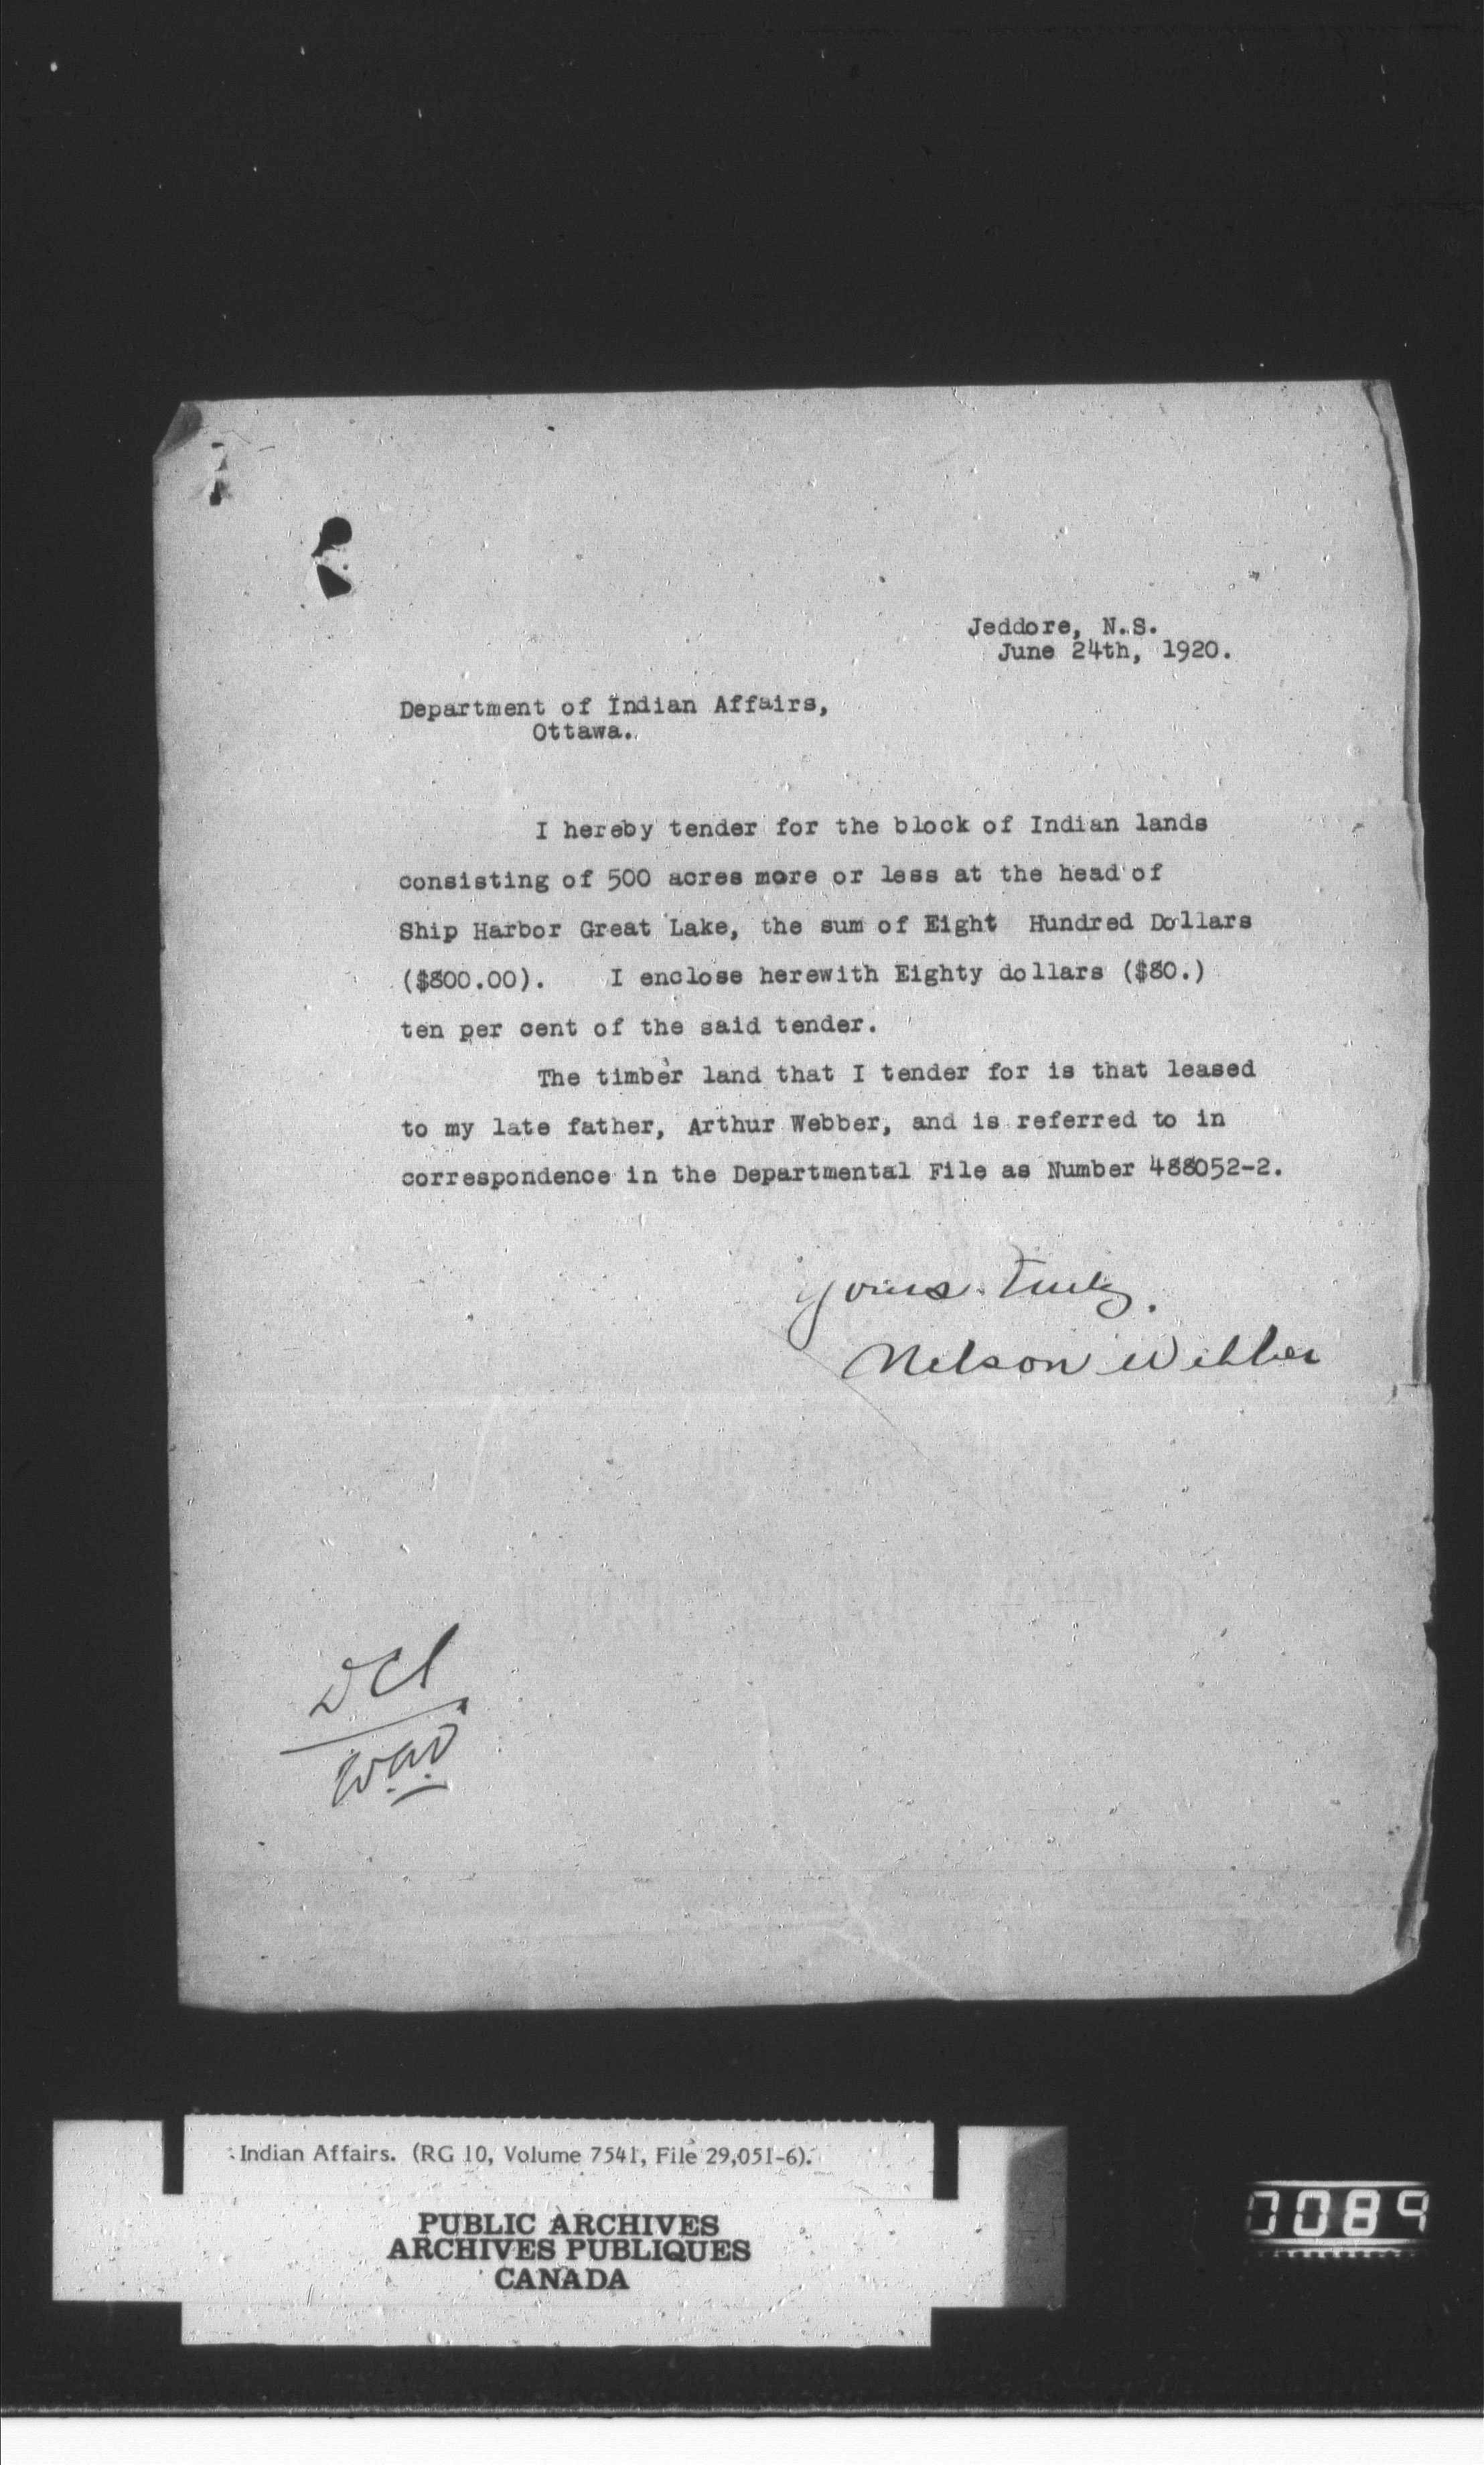 Jeddore, N.S.
June 24th, 1920.
Department of Indian Affairs,
Ottawa.
I hereby tender for the block of Indian lands
consisting of 500 acres more or less at the head of
Ship Harbor Great Lake, the sum of Eight Hundred Dollars
($800.00). I enclose herewith Eighty dollars ($80.)
ten per cent of the said tender.
The timber land that I tender for is that leased
to my late father, Arthur Webber, and is referred to in
correspondence in the Departmental File as Number 488052-2.
Yours truly.
Nelson Webber
Indian Affairs. (RG 10, Volume 7541, File 29,051-6).
PUBLIC ARCHIVES
ARCHIVES PUBLIQUES
CANADA
0089